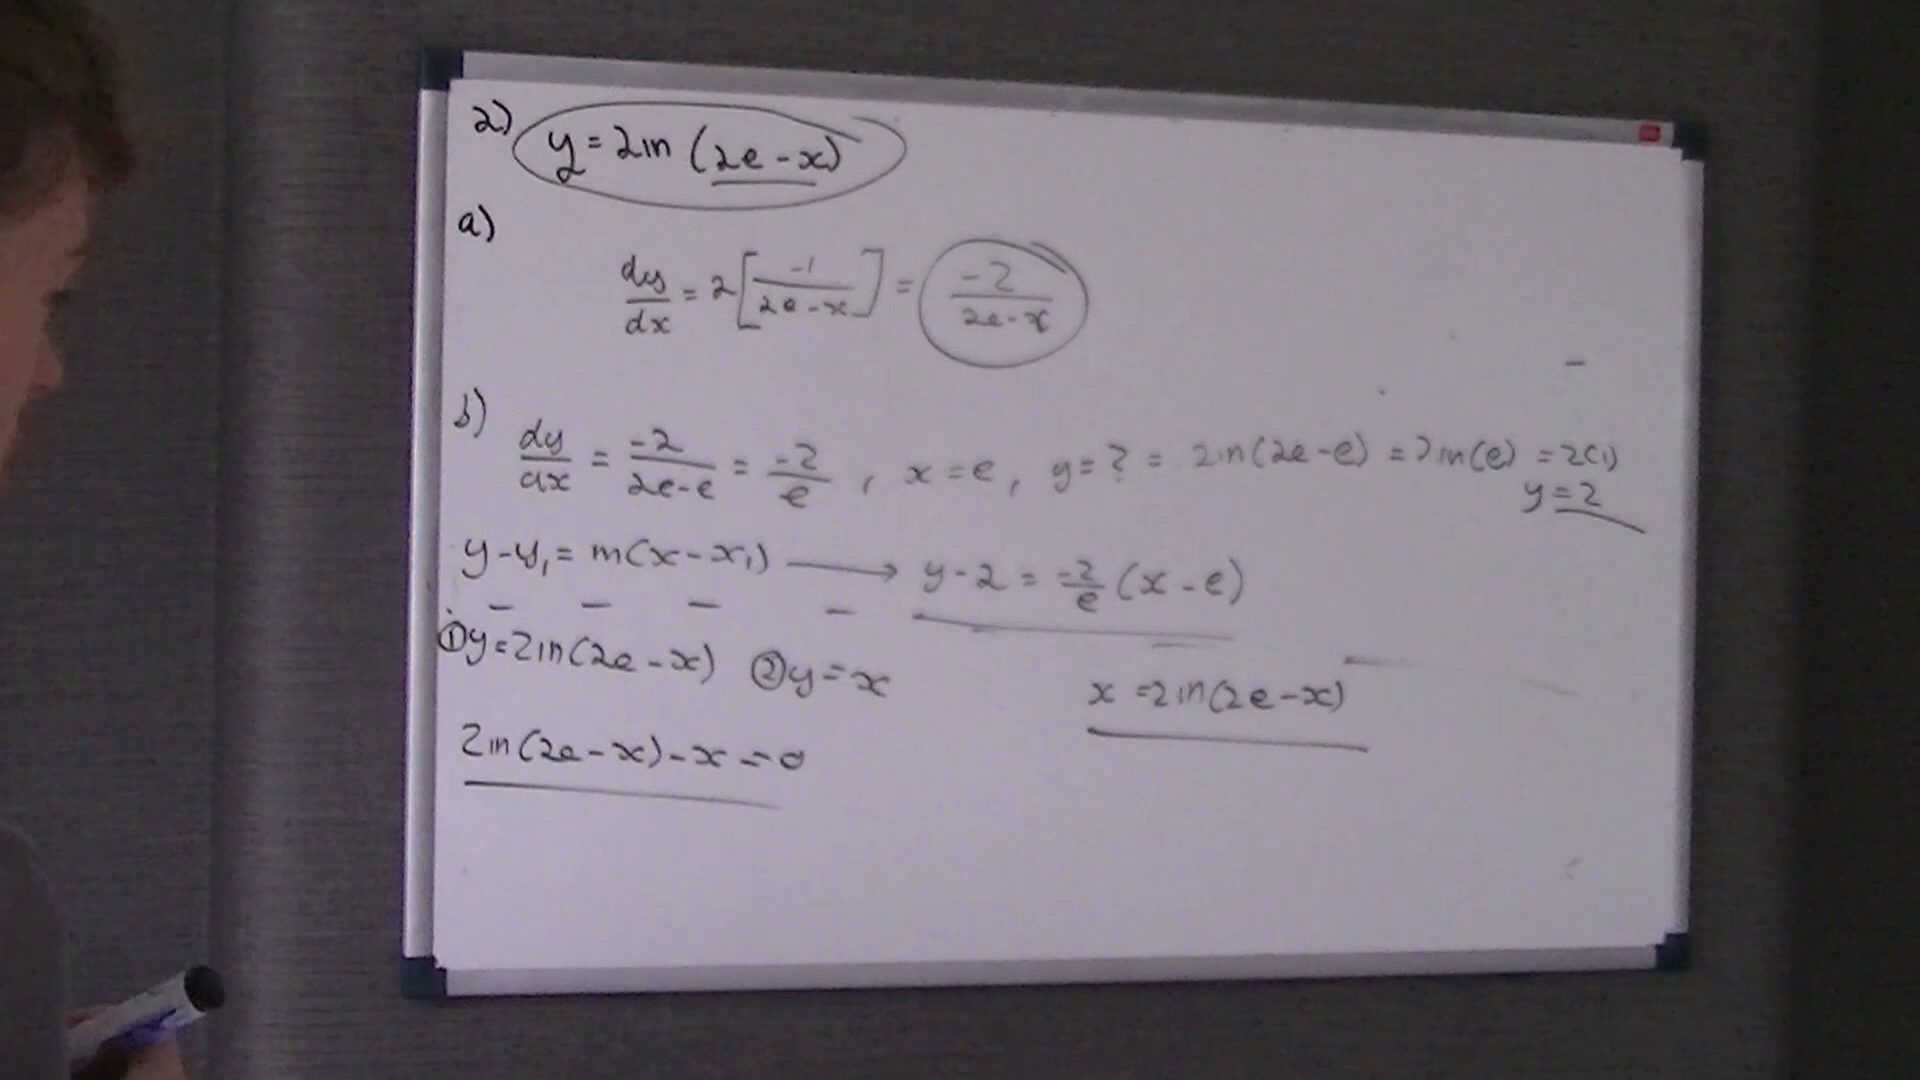 2) y = 2ln (2e - x)
a)
dy/dx = 2[-1/(2e - x)] = -2/(2e - x)
b) dy/dx = -2/(2e - e) = -2/e , x = e , y = ? = 2ln(2e - e) = 2ln(e) = 2(1)
y = 2
y - y₁ = m(x - x₁) → y - 2 = -2/e (x - e)
① y = 2ln(2e - x) ② y = x
x = 2ln(2e - x)
2ln(2e - x) - x = 0